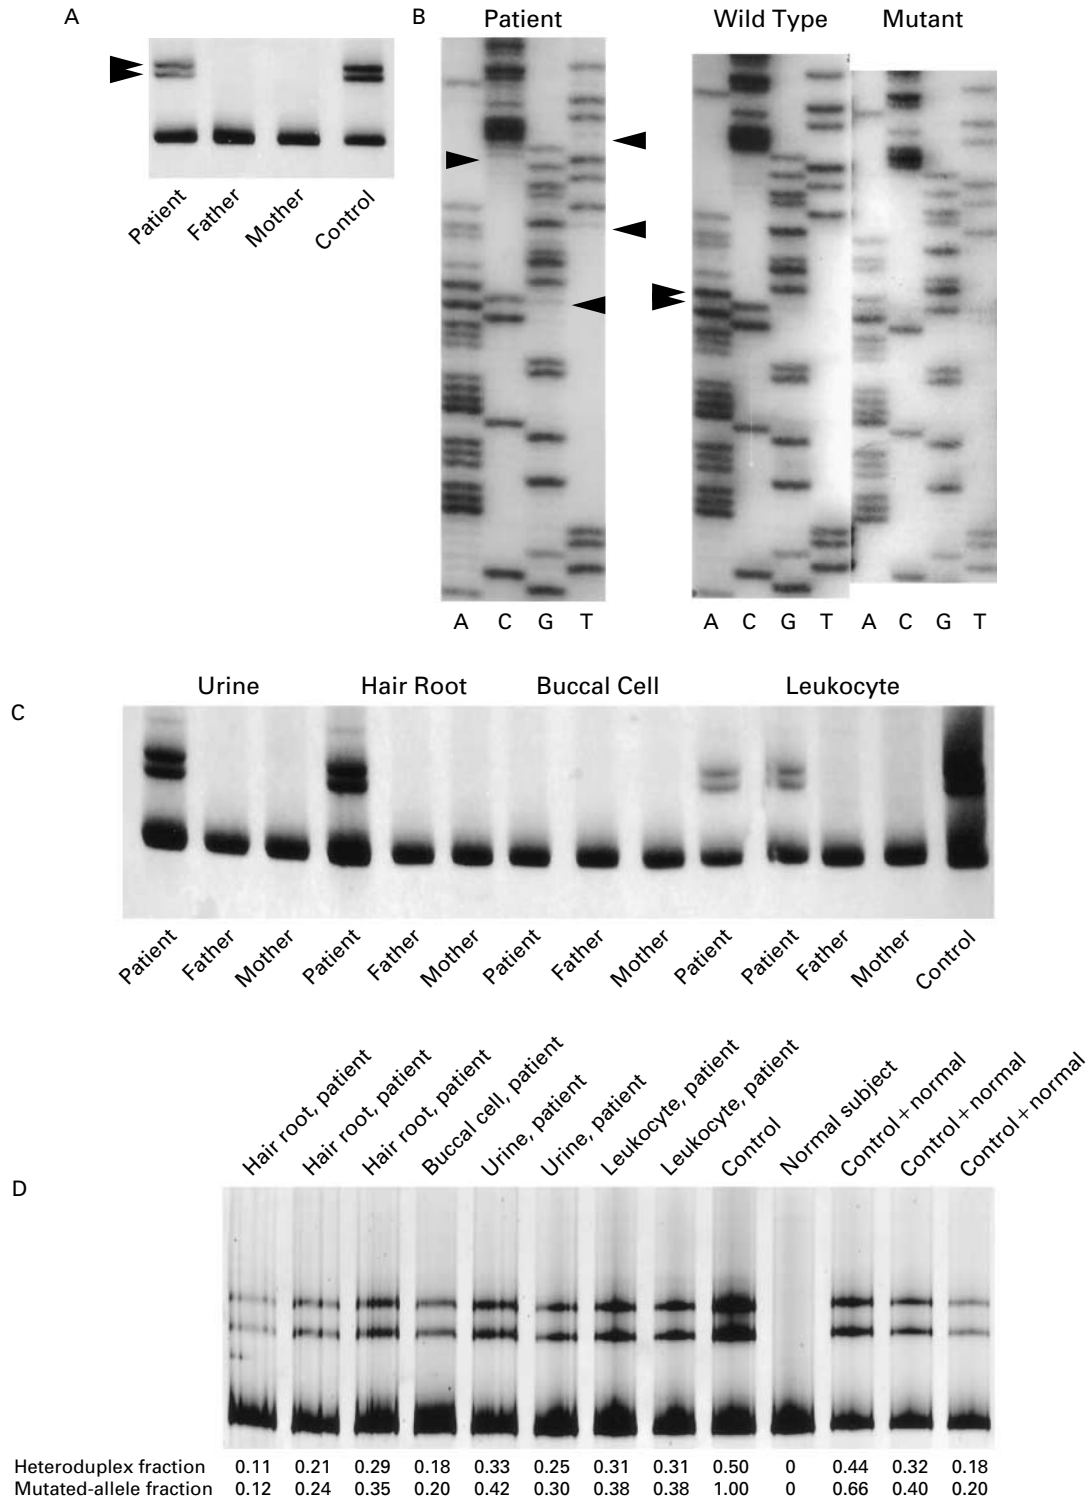 A
Patient Father Mother Control
B
Patient Wild Type Mutant
A C G T A C G T A C G T
C
Urine Hair Root Buccal Cell Leukocyte
Patient Father Mother Patient Father Mother Patient Father Mother Patient Patient Father Mother Control
D
Hair root, patient
Hair root, patient
Hair root, patient
Buccal cell, patient
Urine, patient
Urine, patient
Leukocyte, patient
Leukocyte, patient
Control
Normal subject
Control + normal
Control + normal
Control + normal
Heteroduplex fraction 0.11 0.21 0.29 0.18 0.33 0.25 0.31 0.31 0.50 0 0.44 0.32 0.18
Mutated-allele fraction 0.12 0.24 0.35 0.20 0.42 0.30 0.38 0.38 1.00 0 0.66 0.40 0.20